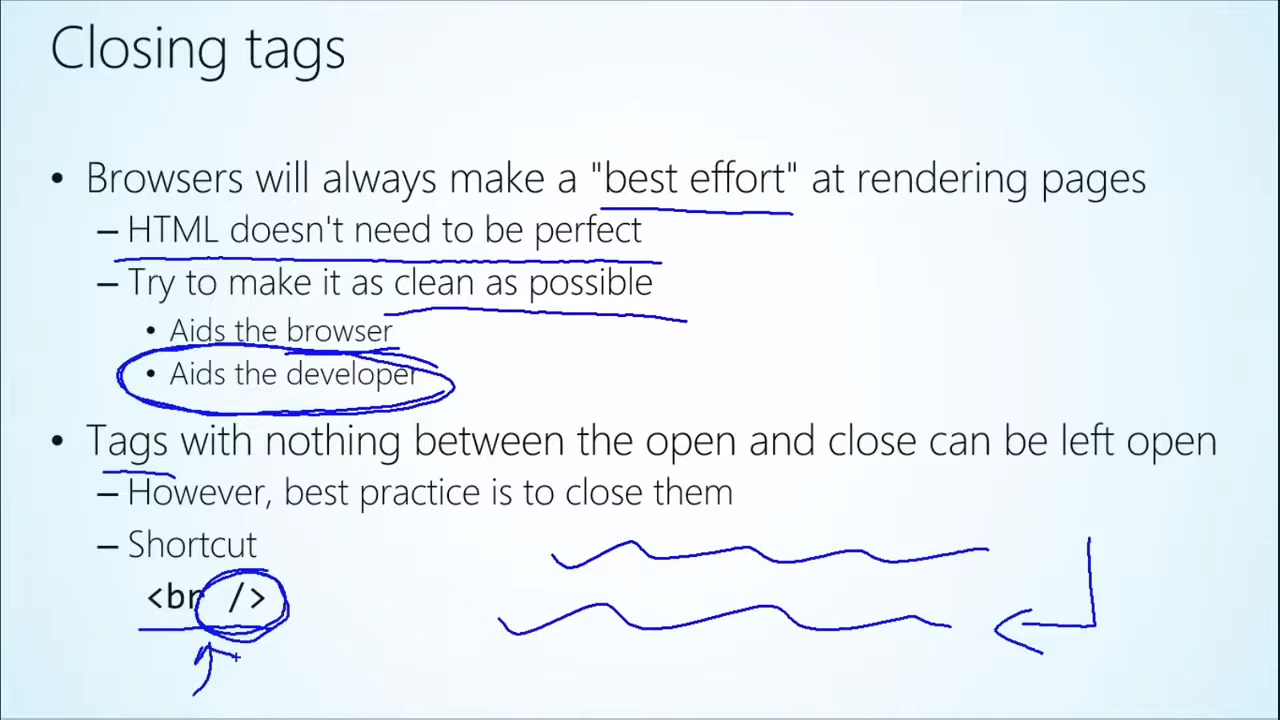 Closing tags
• Browsers will always make a "best effort" at rendering pages
– HTML doesn't need to be perfect
– Try to make it as clean as possible
• Aids the browser
• Aids the developer
• Tags with nothing between the open and close can be left open
– However, best practice is to close them
– Shortcut
<br />